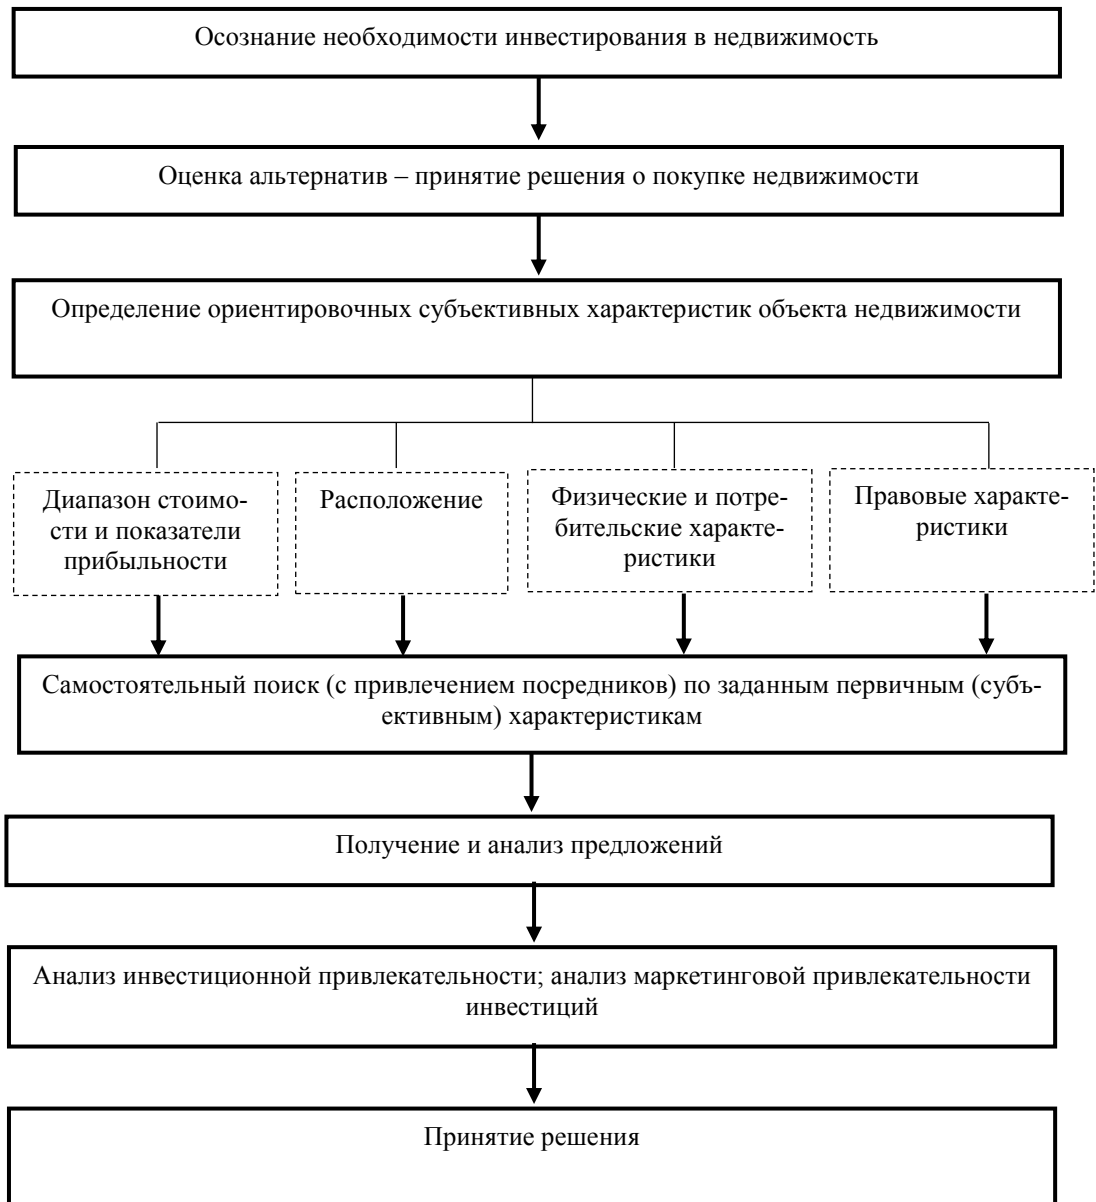 Осознание необходимости инвестирования в недвижимость
Оценка альтернатив – принятие решения о покупке недвижимости
Определение ориентировочных субъективных характеристик объекта недвижимости
Диапазон стоимо-
сти и показатели
прибыльности
Расположение
Физические и потре-
бительские характе-
ристики
Правовые характе-
ристики
Самостоятельный поиск (с привлечением посредников) по заданным первичным (субъ-
ективным) характеристикам
Получение и анализ предложений
Анализ инвестиционной привлекательности; анализ маркетинговой привлекательности
инвестиций
Принятие решения